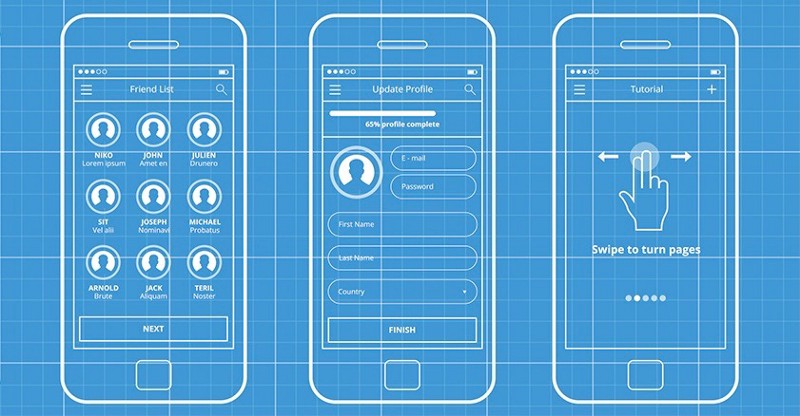 Friend List
NIKO JOHN JULIEN
Lorem ipsum Amet en Drunero
SIT JOSEPH MICHAEL
Vel alii Nominavi Probatus
ARNOLD JACK TERIL
Brute Aliquam Noster
NEXT
Update Profile
65% profile complete
E - mail
Password
First Name
Last Name
Country
FINISH
Tutorial
Swipe to turn pages